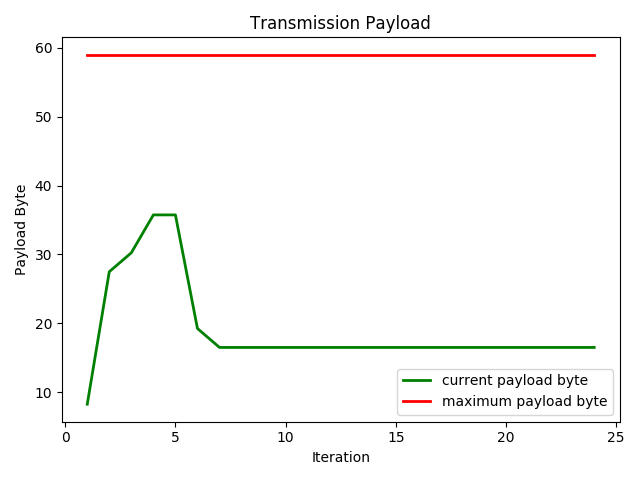 Transmission Payload
60
50
40
30
20
10
Payload Byte
0
5
10
15
20
25
Iteration
current payload byte
maximum payload byte